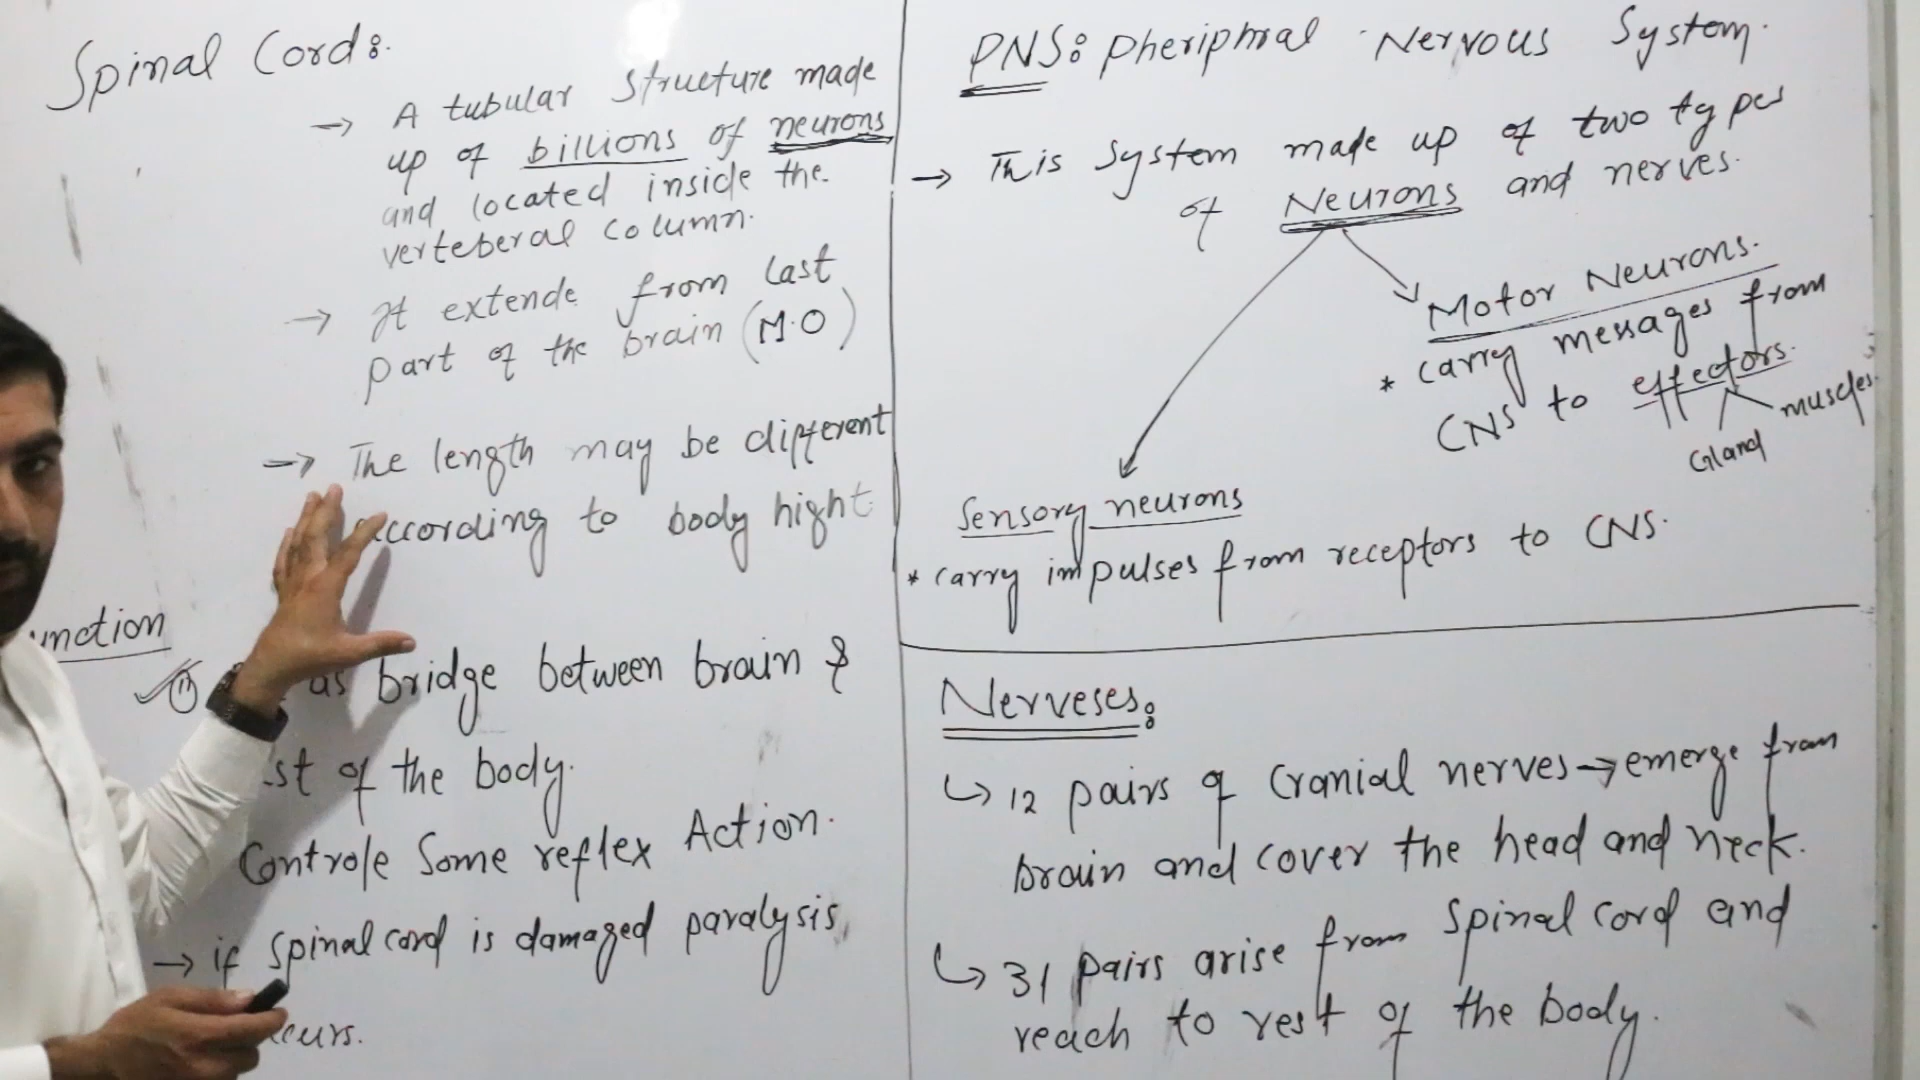 Spinal Cord:
→ A tubular structure made
up of billions of neurons
and located inside the
verteberal column.
→ It extende from last
part of the brain (M.O)
→ The length may be different
according to body hight
unction
(1) as bridge between brain &
st of the body.
Controle Some reflex Action.
→ if spinal cord is damaged paralysis
curs.
PNS: Pheriphral Nervous System.
→ This system made up of two types
of Neurons and nerves.
Motor Neurons.
* carry messages from
CNS to effectors.
Gland muscles
Sensory neurons
* carry impulses from receptors to CNS.
Nerveses:
↳ 12 pairs of Cranial nerves → emerge from
brain and cover the head and neck.
↳ 31 pairs arise from spinal cord and
reach to rest of the body.